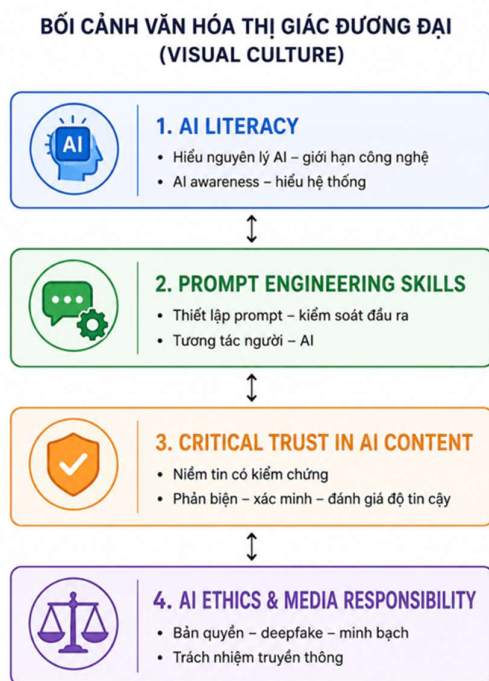 BỐI CẢNH VĂN HÓA THỊ GIÁC ĐƯƠNG ĐẠI
(VISUAL CULTURE)
AI
1. AI LITERACY
• Hiểu nguyên lý AI – giới hạn công nghệ
• AI awareness – hiểu hệ thống
2. PROMPT ENGINEERING SKILLS
• Thiết lập prompt – kiểm soát đầu ra
• Tương tác người – AI
3. CRITICAL TRUST IN AI CONTENT
• Niềm tin có kiểm chứng
• Phản biện – xác minh – đánh giá độ tin cậy
4. AI ETHICS & MEDIA RESPONSIBILITY
• Bản quyền – deepfake – minh bạch
• Trách nhiệm truyền thông